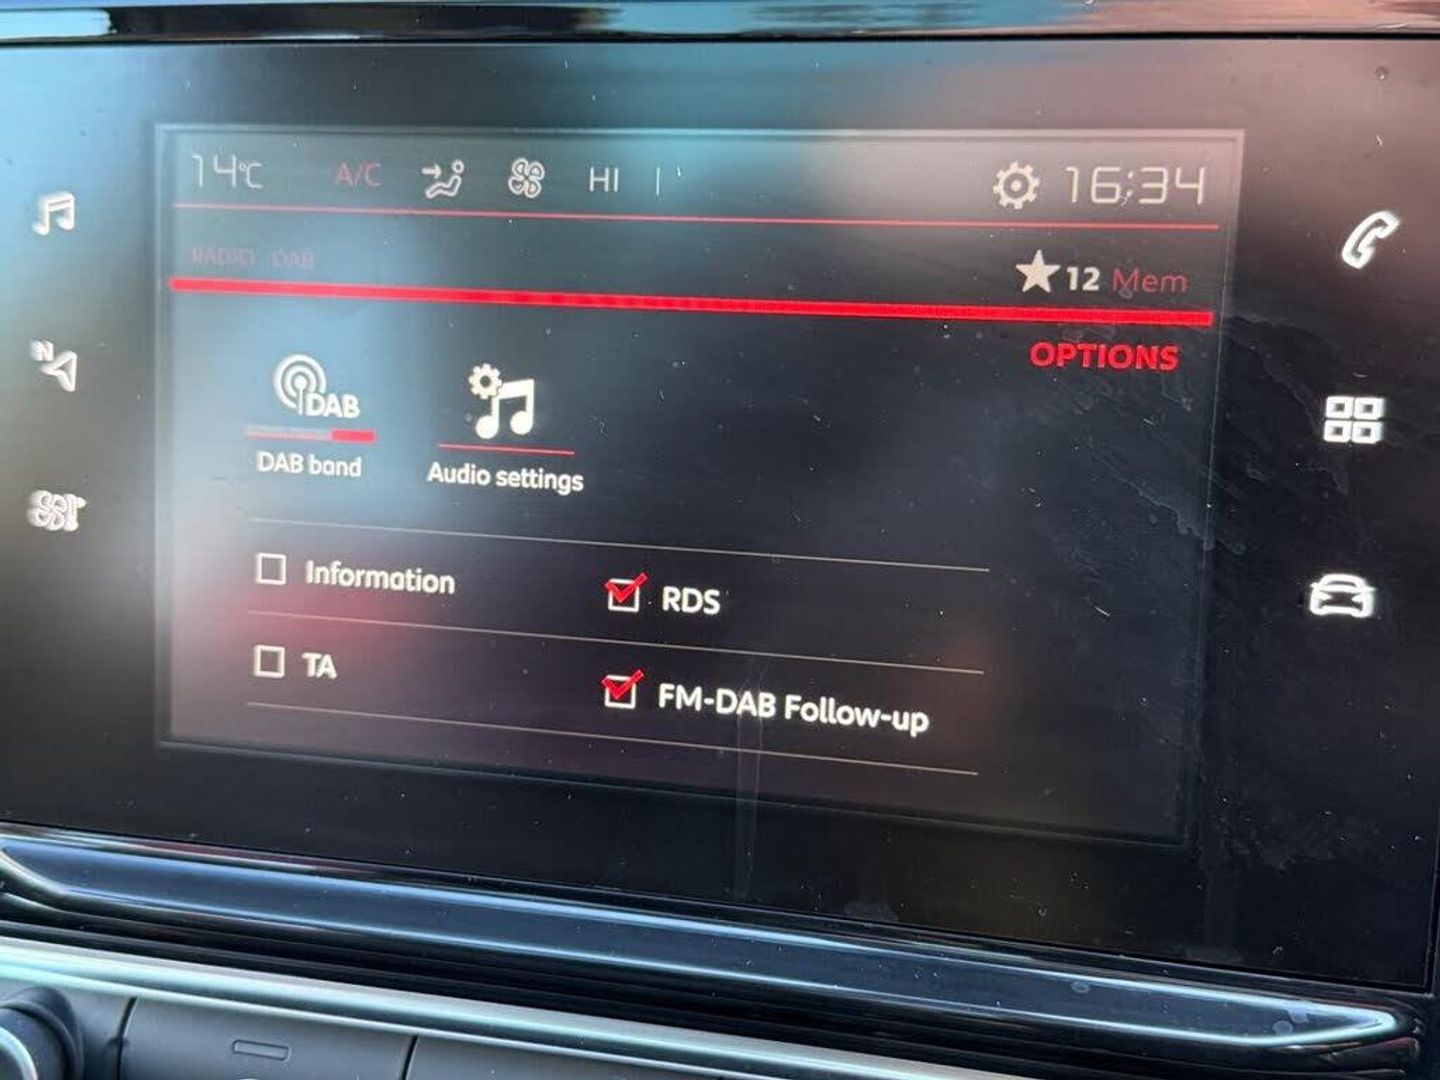 14°C A/C HI 16:34
RADIO DAB 12 Mem
OPTIONS
DAB
DAB band Audio settings
N
Information RDS
TA FM-DAB Follow-up